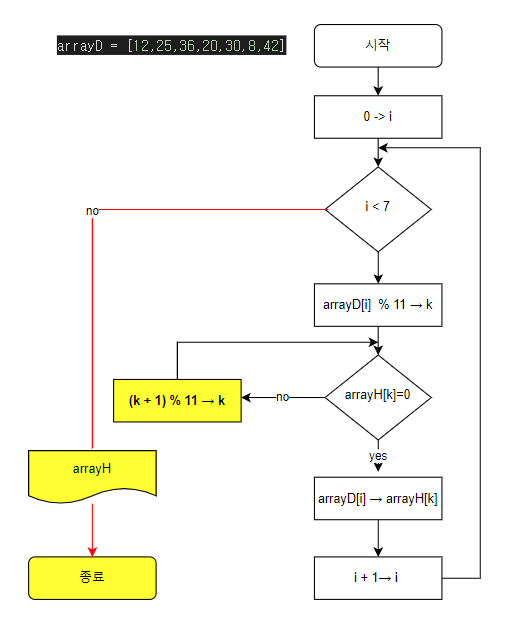 arrayD = [12,25,36,20,30,8,42]
시작
0 -> i
i < 7
no
arrayD[i] % 11 → k
arrayH[k]=0
no
(k + 1) % 11 → k
yes
arrayH
arrayD[i] → arrayH[k]
종료
i + 1→ i